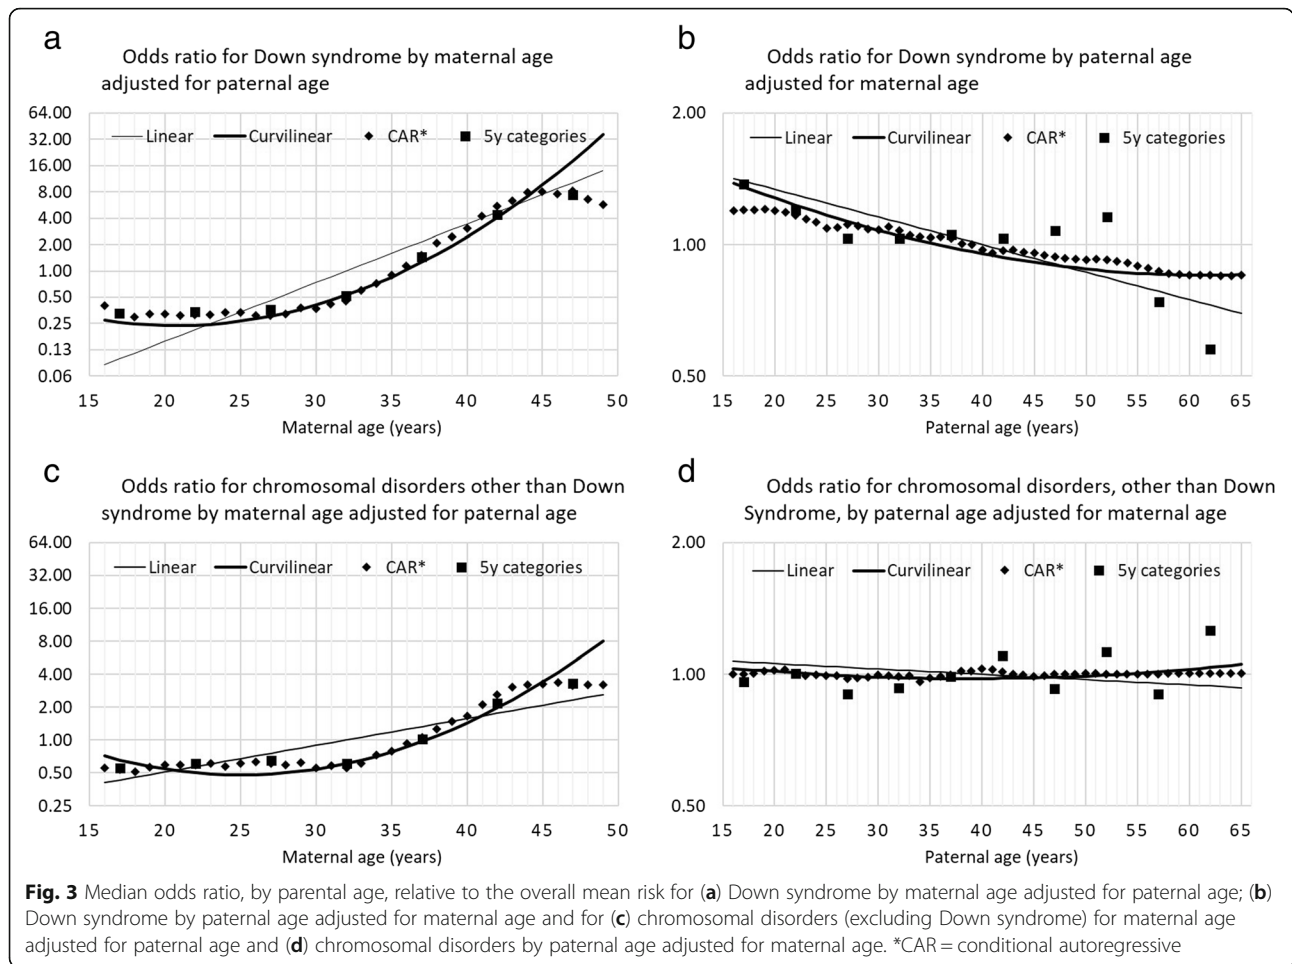 a
Odds ratio for Down syndrome by maternal age
adjusted for paternal age
64.00
32.00
16.00
8.00
4.00
2.00
1.00
0.50
0.25
0.13
0.06
Linear Curvilinear CAR* 5y categories
15 20 25 30 35 40 45 50
Maternal age (years)
b
Odds ratio for Down syndrome by paternal age
adjusted for maternal age
2.00
1.00
0.50
Linear Curvilinear CAR* 5y categories
15 20 25 30 35 40 45 50 55 60 65
Paternal age (years)
c
Odds ratio for chromosomal disorders other than Down
syndrome by maternal age adjusted for paternal age
64.00
32.00
16.00
8.00
4.00
2.00
1.00
0.50
0.25
Linear Curvilinear CAR* 5y categories
15 20 25 30 35 40 45 50
Maternal age (years)
d
Odds ratio for chromosomal disorders, other than Down
Syndrome, by paternal age adjusted for maternal age
2.00
1.00
0.50
Linear Curvilinear CAR* 5y categories
15 20 25 30 35 40 45 50 55 60 65
Paternal age (years)
Fig. 3 Median odds ratio, by parental age, relative to the overall mean risk for (a) Down syndrome by maternal age adjusted for paternal age; (b)
Down syndrome by paternal age adjusted for maternal age and for (c) chromosomal disorders (excluding Down syndrome) for maternal age
adjusted for paternal age and (d) chromosomal disorders by paternal age adjusted for maternal age. *CAR = conditional autoregressive